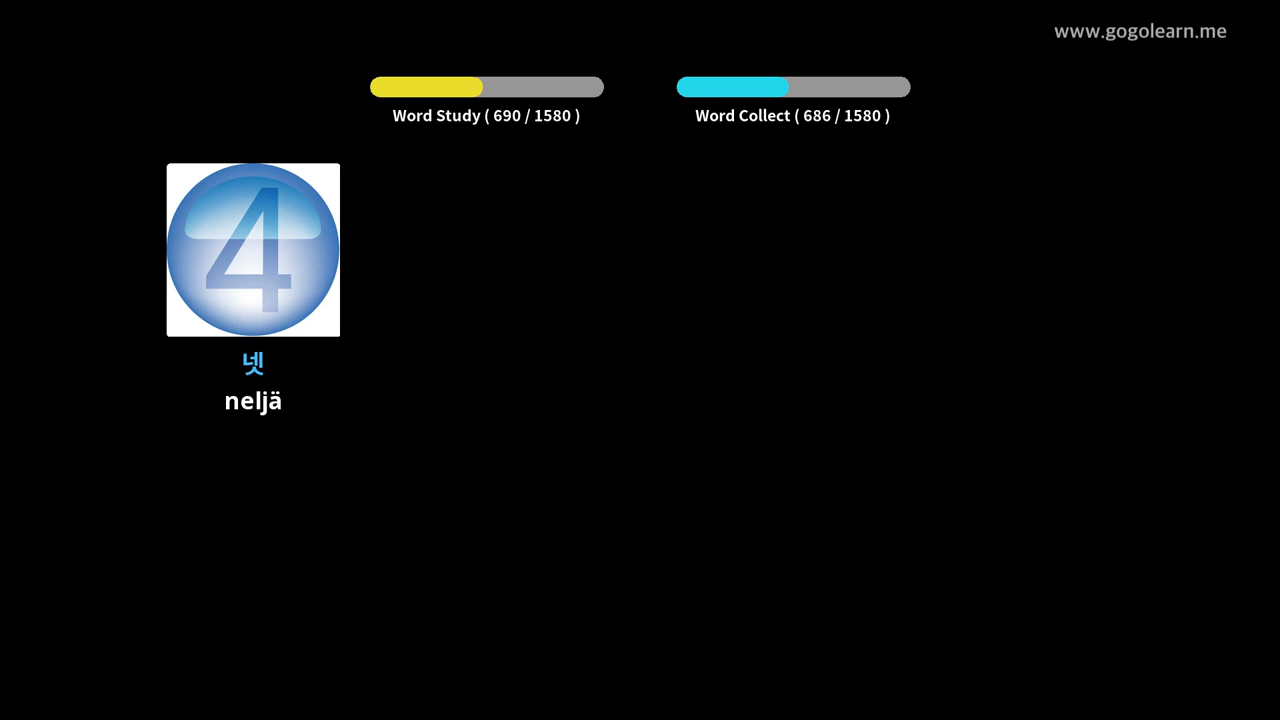 www.gogolearn.me
Word Study ( 690 / 1580 )
Word Collect ( 686 / 1580 )
4
넷
neljä